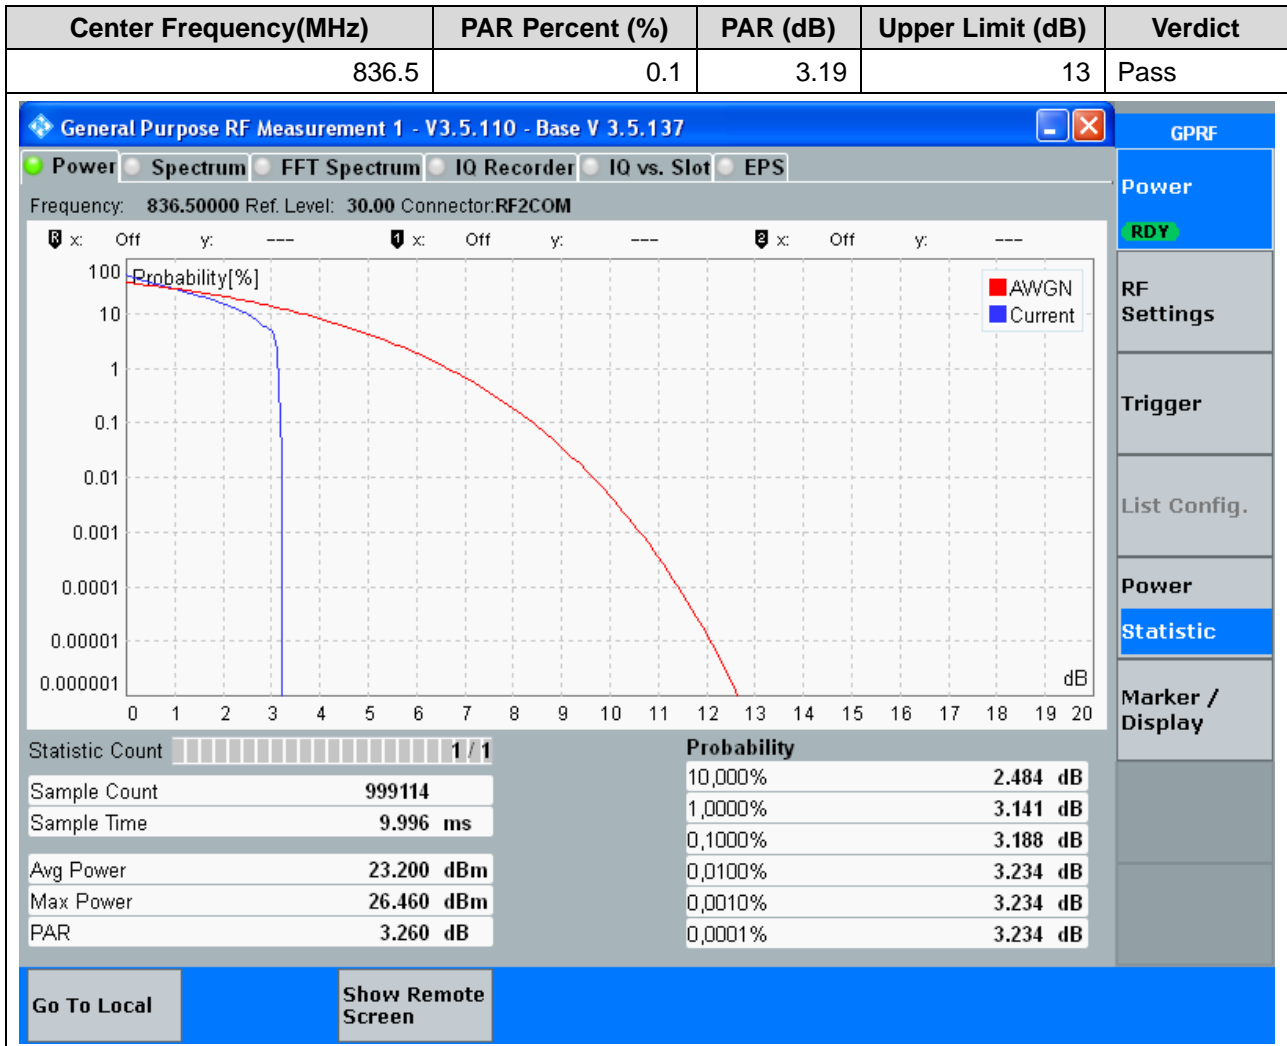 Center Frequency(MHz) PAR Percent (%) PAR (dB) Upper Limit (dB) Verdict
836.5 0.1 3.19 13 Pass
General Purpose RF Measurement 1 - V3.5.110 - Base V 3.5.137
GPRF
Power Spectrum FFT Spectrum IQ Recorder IQ vs. Slot EPS
Frequency: 836.50000 Ref. Level: 30.00 Connector:RF2COM
R x: Off y: --- 1 x: Off y: --- 2 x: Off y: ---
Probability[%]
AWGN
Current
100
10
1
0.1
0.01
0.001
0.0001
0.00001
0.000001
dB
0 1 2 3 4 5 6 7 8 9 10 11 12 13 14 15 16 17 18 19 20
Statistic Count 1 / 1
Sample Count 999114
Sample Time 9.996 ms
Avg Power 23.200 dBm
Max Power 26.460 dBm
PAR 3.260 dB
Probability
10,000% 2.484 dB
1,0000% 3.141 dB
0,1000% 3.188 dB
0,0100% 3.234 dB
0,0010% 3.234 dB
0,0001% 3.234 dB
Power
RDY
RF
Settings
Trigger
List Config.
Power
Statistic
Marker /
Display
Go To Local
Show Remote
Screen